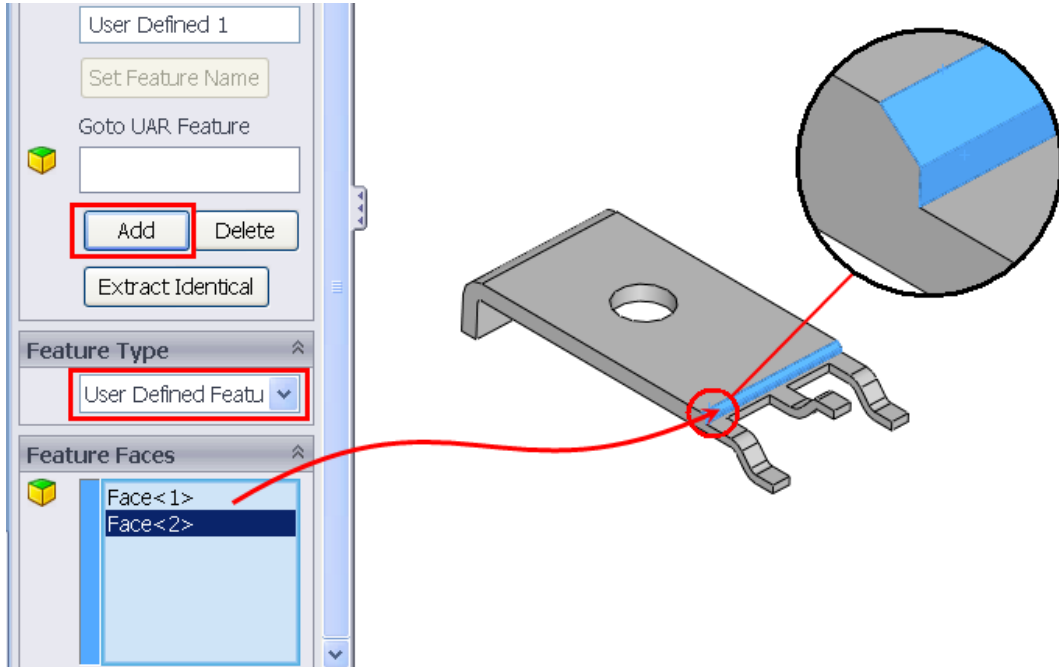 User Defined 1
Set Feature Name
Goto UAR Feature
Add Delete
Extract Identical
Feature Type
User Defined Featu
Feature Faces
Face<1>
Face<2>